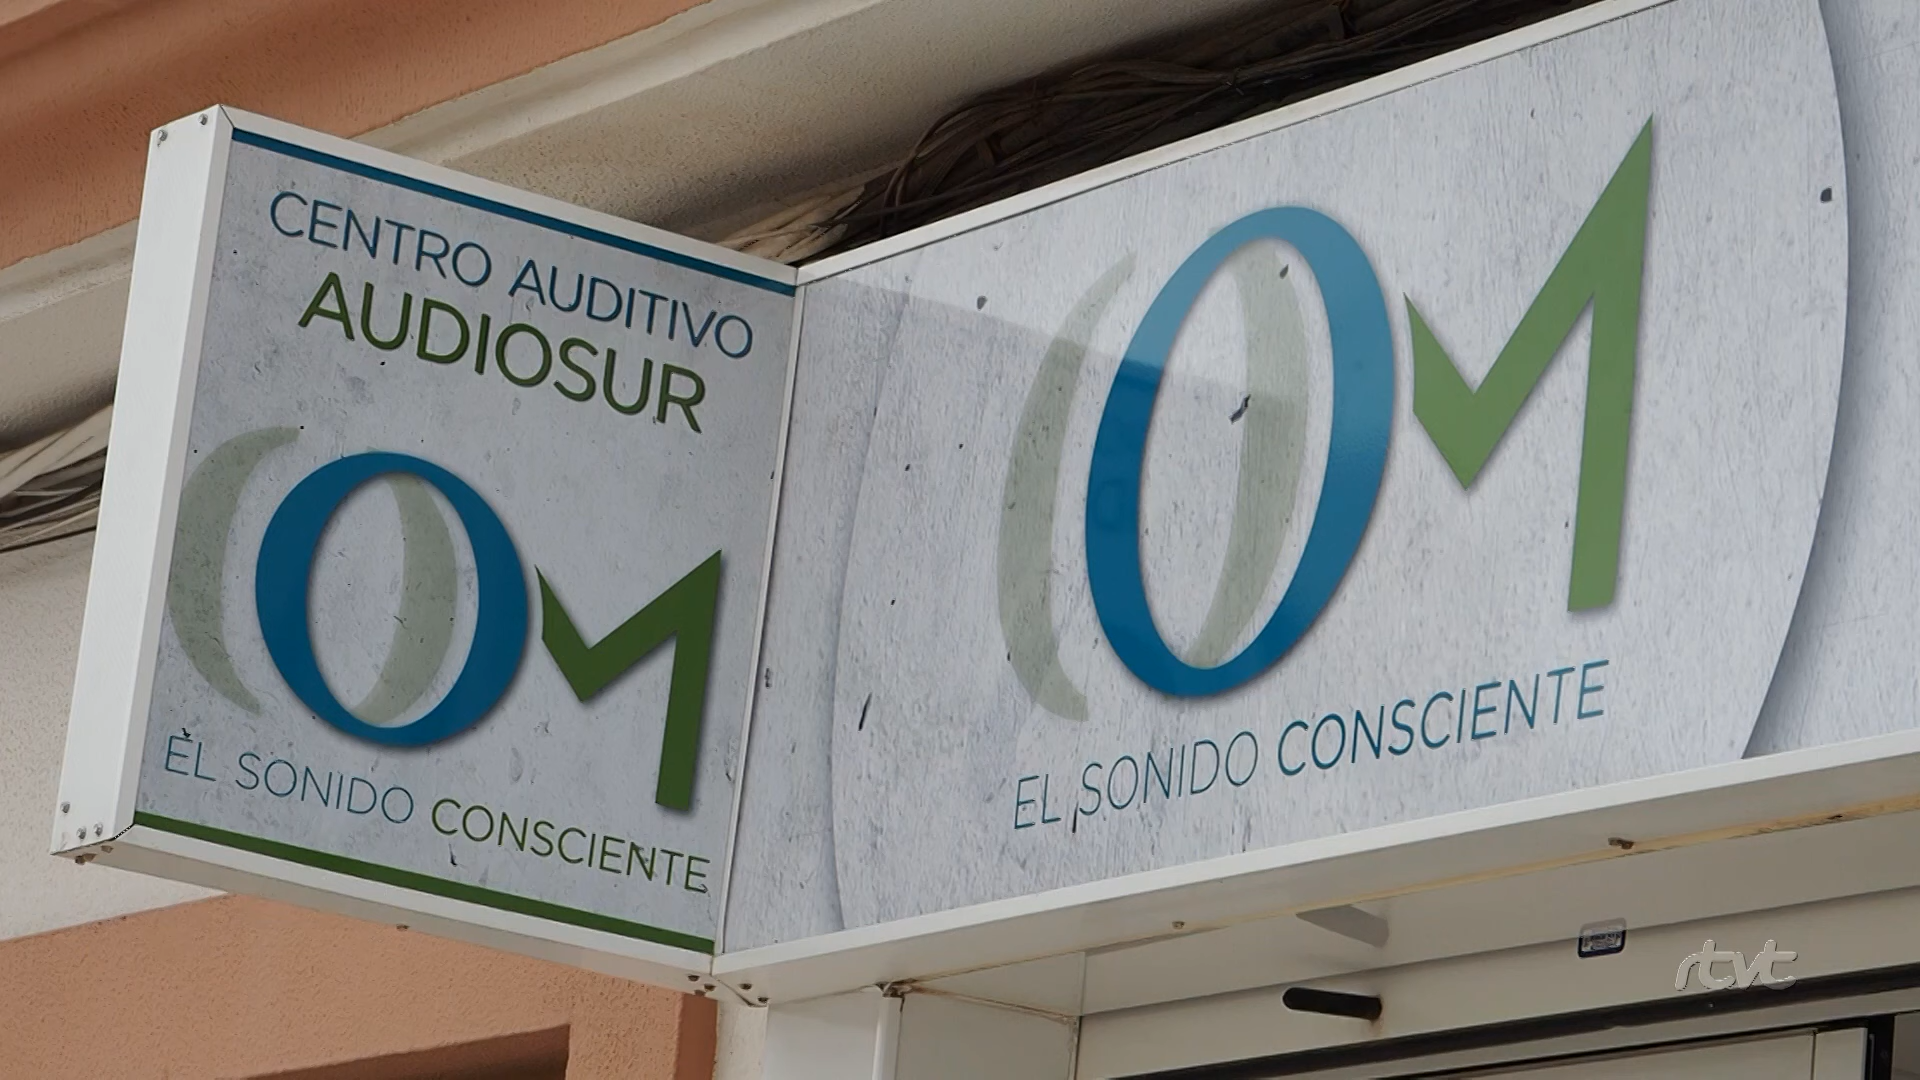 CENTRO AUDITIVO
AUDIOSUR
OM
EL SONIDO CONSCIENTE
OM
EL SONIDO CONSCIENTE
rtvt